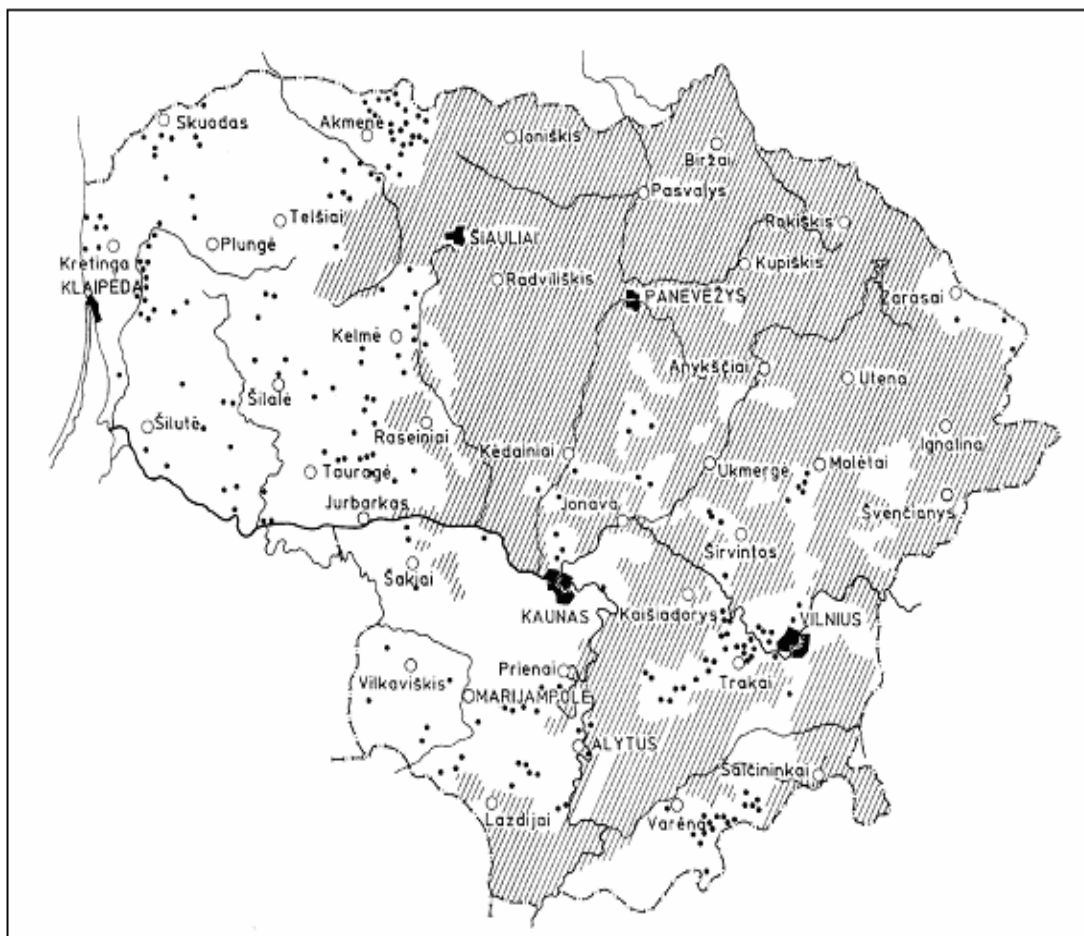 Skuodas
Akmenė
Joniškis
Biržai
Pasvalys
Rokiškis
Telšiai
Plungė
ŠIAULIAI
Kretinga
KLAIPĖDA
Radviliškis
Kupiškis
PANEVĖŽYS
Zarasai
Kelmė
Anykščiai
Utena
Šilalė
Šilutė
Raseiniai
Ignalina
Kėdainiai
Tauragė
Ukmergė
Molėtai
Jurbarkas
Jonava
Švenčionys
Širvintos
Šakiai
KAUNAS
Kaišiadorys
VILNIUS
Prienai
Trakai
Vilkaviškis
MARIJAMPOLĖ
ALYTUS
Šalčininkai
Lazdijai
Varėna